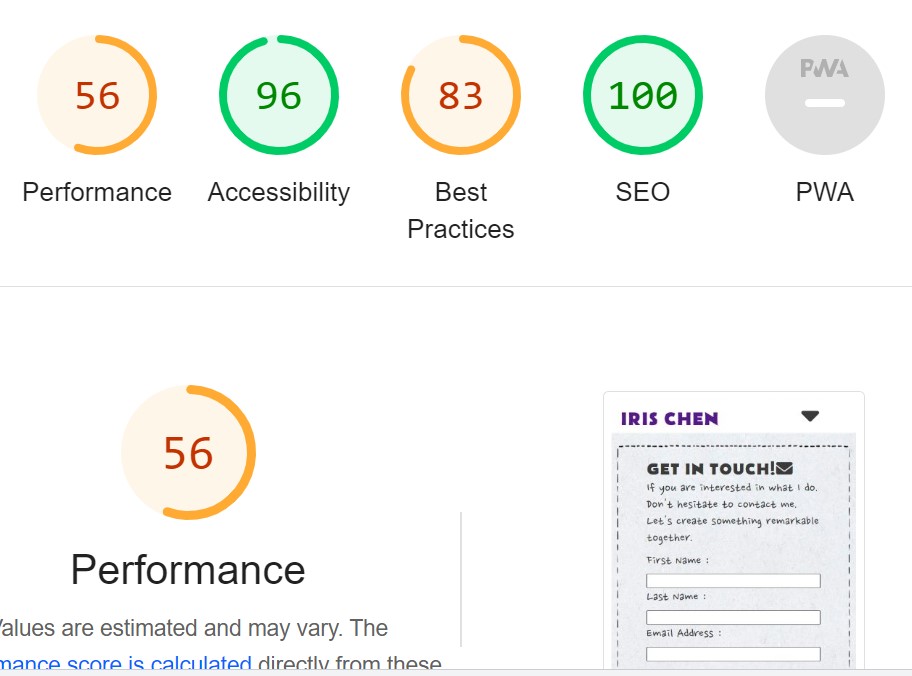 56 96 83 100 PWA
Performance Accessibility Best Practices SEO PWA
56
Performance
Values are estimated and may vary. The
mance score is calculated directly from these
IRIS CHEN
GET IN TOUCH!
If you are interested in what I do.
Don't hesitate to contact me.
Let's create something remarkable
together.
First Name :
Last Name :
Email Address :